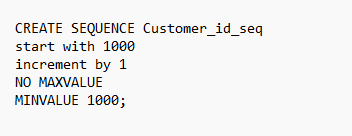 CREATE SEQUENCE Customer_id_seq
start with 1000
increment by 1
NO MAXVALUE
MINVALUE 1000;